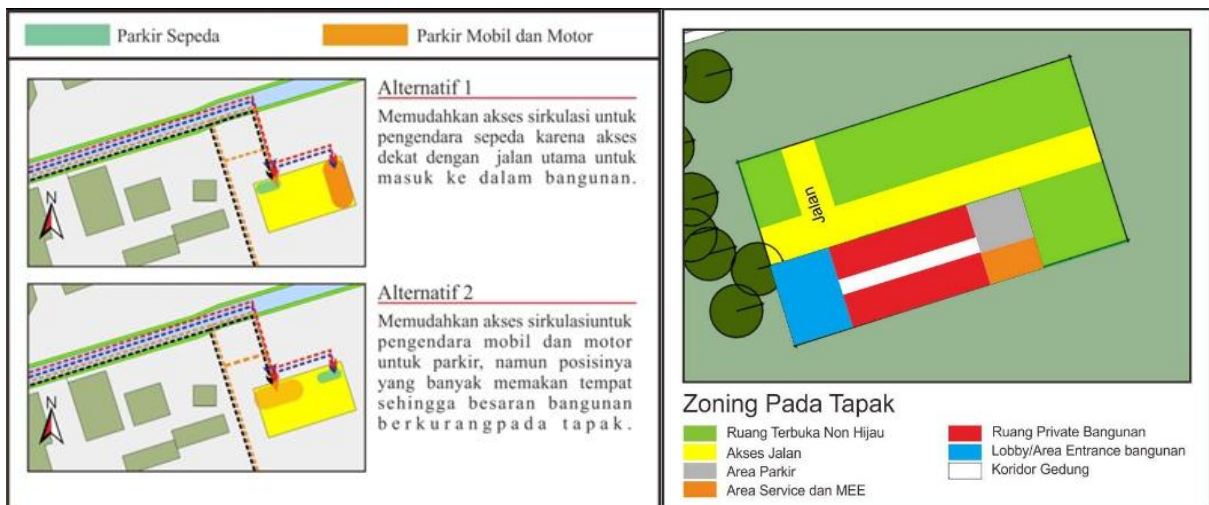 Parkir Sepeda
Parkir Mobil dan Motor
N
Alternatif 1
Memudahkan akses sirkulasi untuk
pengendara sepeda karena akses
dekat dengan jalan utama untuk
masuk ke dalam bangunan.
N
Alternatif 2
Memudahkan akses sirkulasiuntuk
pengendara mobil dan motor
untuk parkir, namun posisinya
yang banyak memakan tempat
sehingga besaran bangunan
berkurangpada tapak.
Jalan
Zoning Pada Tapak
Ruang Terbuka Non Hijau
Akses Jalan
Area Parkir
Area Service dan MEE
Ruang Private Bangunan
Lobby/Area Entrance bangunan
Koridor Gedung